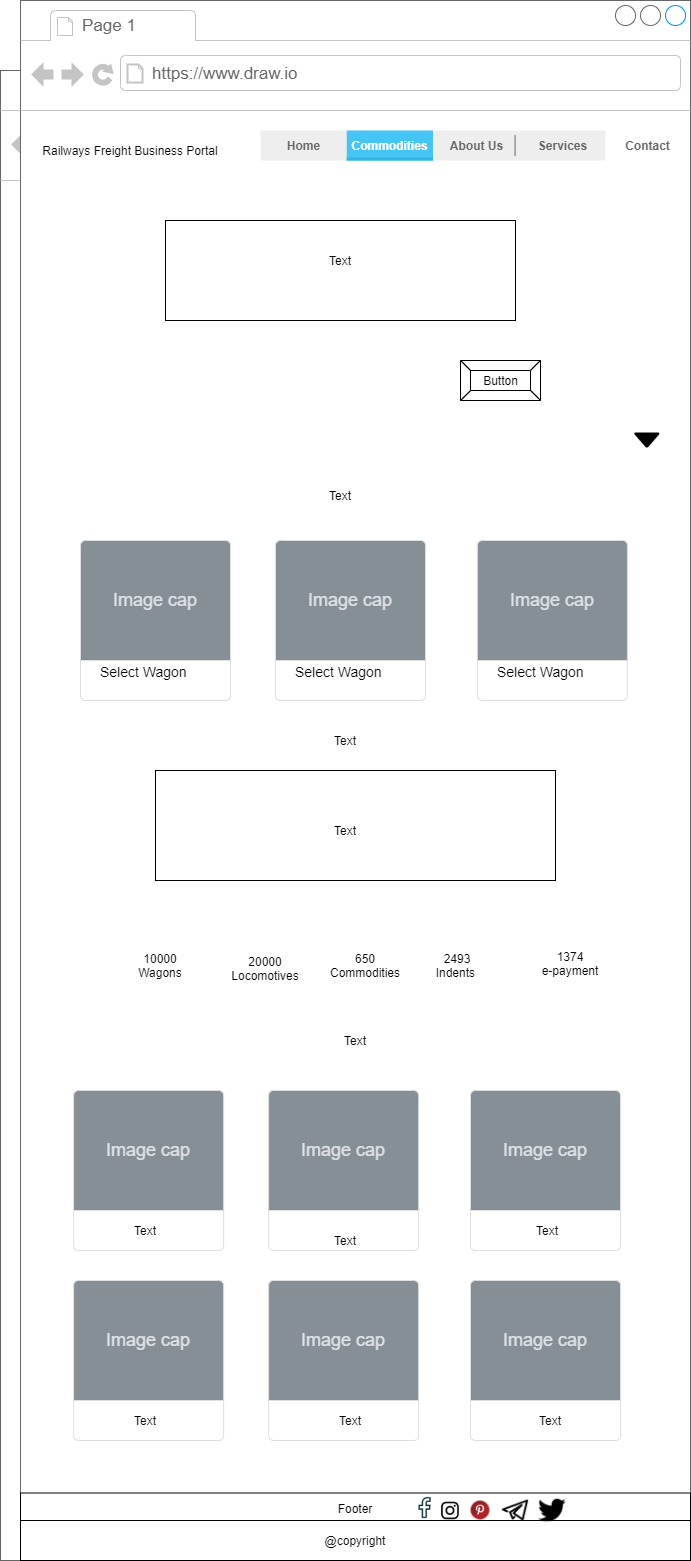 Page 1
https://www.draw.io
Railways Freight Business Portal
Home Commodities About Us Services Contact
Text
Button
Text
Image cap Image cap Image cap
Select Wagon Select Wagon Select Wagon
Text
Text
10000 20000 650 2493 1374
Wagons Locomotives Commodities Indents e-payment
Text
Image cap Image cap Image cap
Text Text Text
Image cap Image cap Image cap
Text Text Text
Footer
@copyright